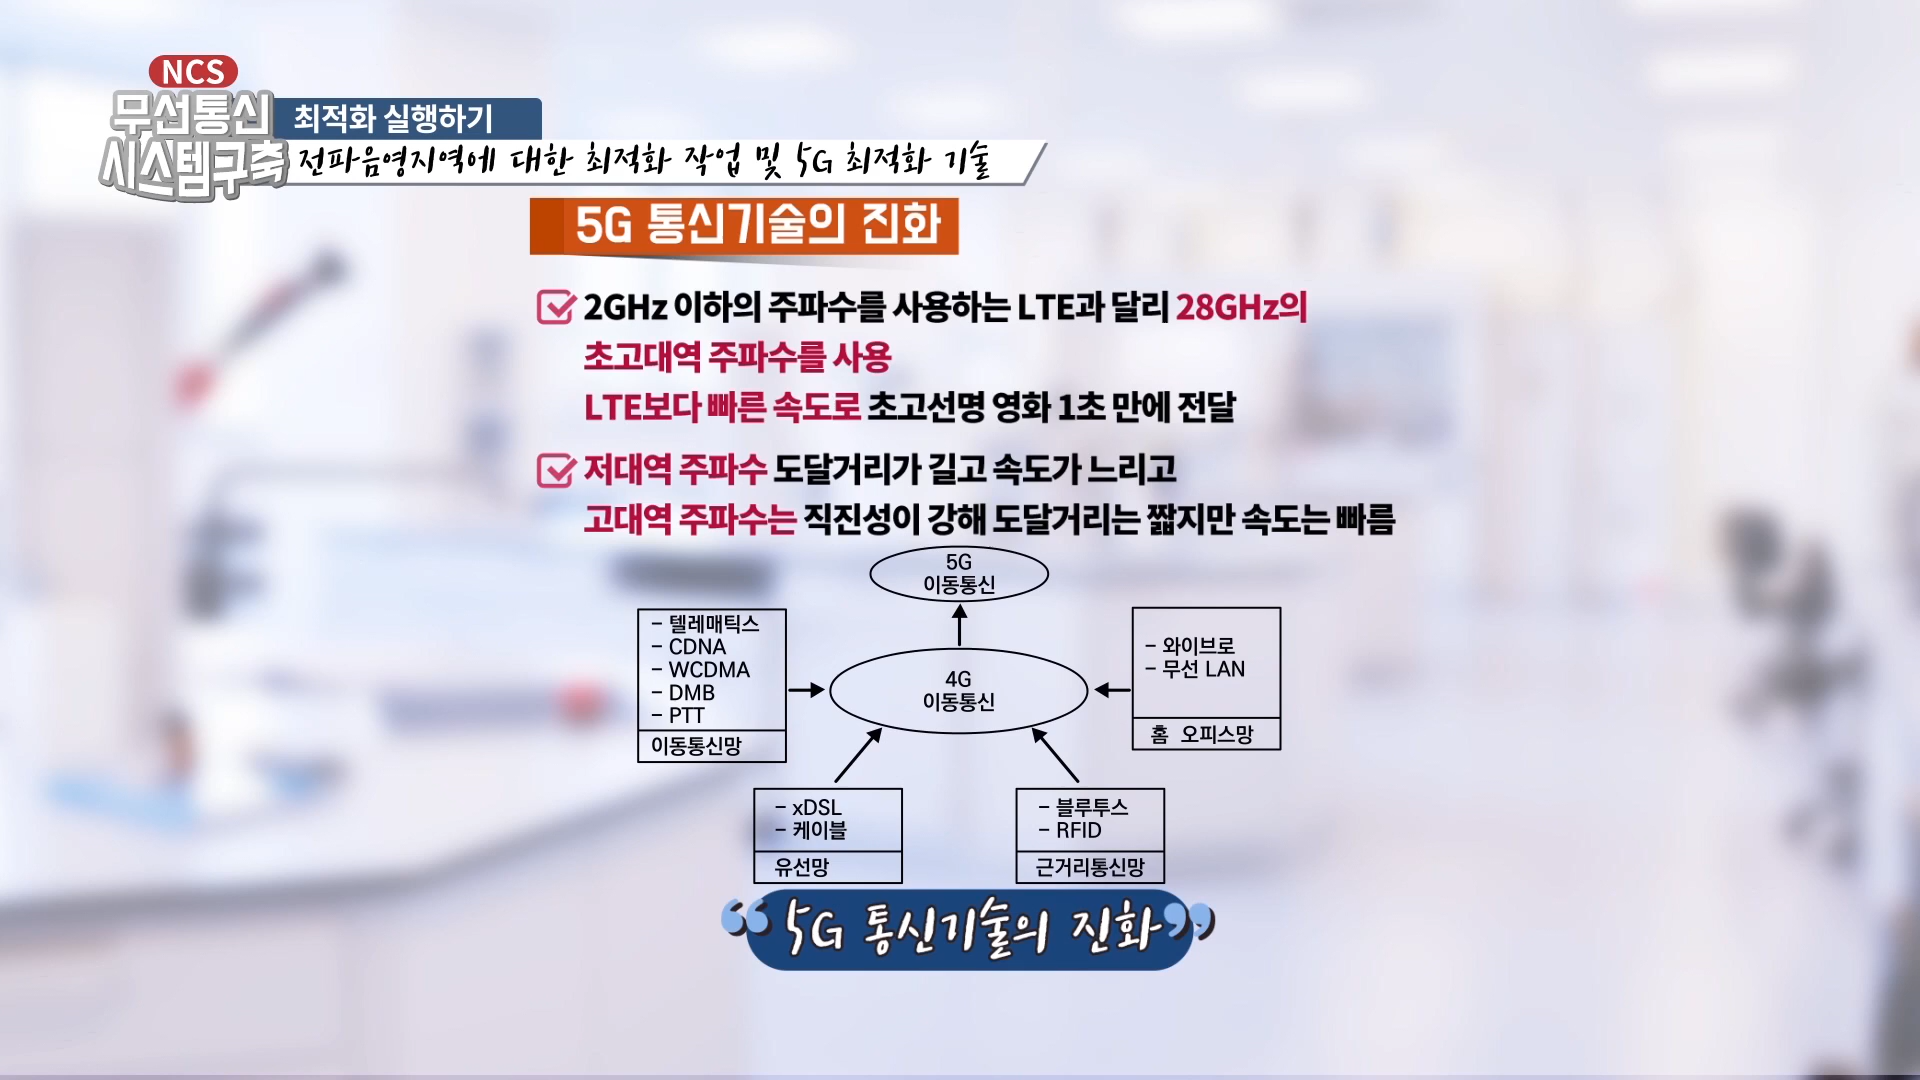 NCS
무선통신
시스템구축
최적화 실행하기
전파음영지역에 대한 최적화 작업 및 5G 최적화 기술
5G 통신기술의 진화
2GHz 이하의 주파수를 사용하는 LTE과 달리 28GHz의
초고대역 주파수를 사용
LTE보다 빠른 속도로 초고선명 영화 1초 만에 전달
저대역 주파수 도달거리가 길고 속도가 느리고
고대역 주파수는 직진성이 강해 도달거리는 짧지만 속도는 빠름
5G
이동통신
- 텔레매틱스
- CDNA
- WCDMA
- DMB
- PTT
이동통신망
4G
이동통신
- 와이브로
- 무선 LAN
홈 오피스망
- xDSL
- 케이블
유선망
- 블루투스
- RFID
근거리통신망
“5G 통신기술의 진화”